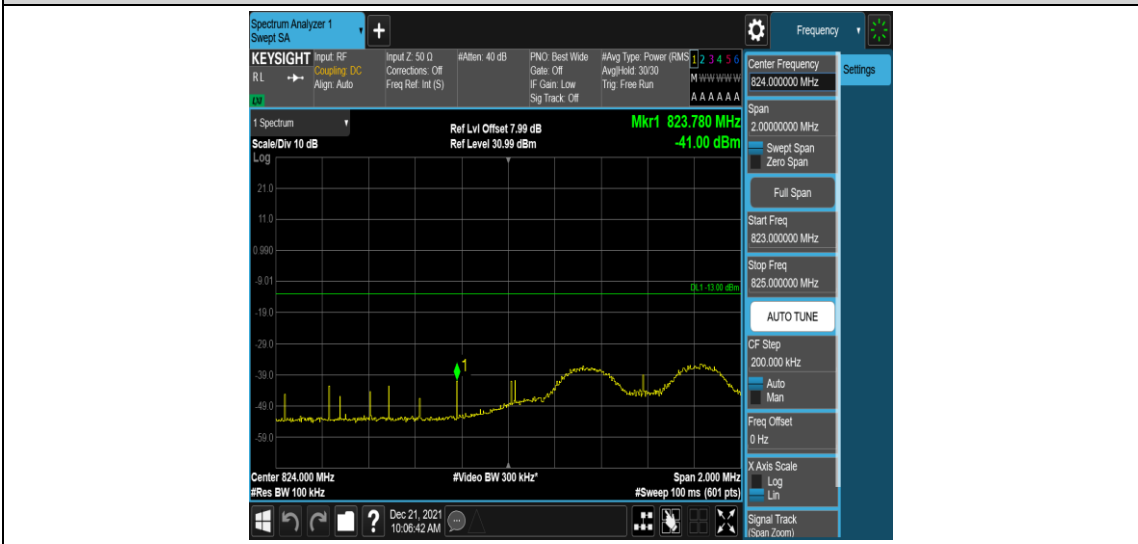 Spectrum Analyzer 1
Swept SA
+
Frequency
KEYSIGHT
RL
LXI
Input: RF
Coupling: DC
Align: Auto
Input Z: 50 Ω
Corrections: Off
Freq Ref: Int (S)
#Atten: 40 dB
PNO: Best Wide
Gate: Off
IF Gain: Low
Sig Track: Off
#Avg Type: Power (RMS
Avg|Hold: 30/30
Trig: Free Run
1 2 3 4 5 6
M W W W W W
A A A A A A
1 Spectrum
Scale/Div 10 dB
Log
Ref Lvl Offset 7.99 dB
Ref Level 30.99 dBm
Mkr1 823.780 MHz
-41.00 dBm
21.0
11.0
0.990
-9.01
DL1 -13.00 dBm
-19.0
-29.0
1
-39.0
-49.0
-59.0
Center 824.000 MHz
#Res BW 100 kHz
#Video BW 300 kHz*
Span 2.000 MHz
#Sweep 100 ms (601 pts)
?
Dec 21, 2021
10:06:42 AM
Center Frequency
824.000000 MHz
Settings
Span
2.00000000 MHz
Swept Span
Zero Span
Full Span
Start Freq
823.000000 MHz
Stop Freq
825.000000 MHz
AUTO TUNE
CF Step
200.000 kHz
Auto
Man
Freq Offset
0 Hz
X Axis Scale
Log
Lin
Signal Track
(Span Zoom)